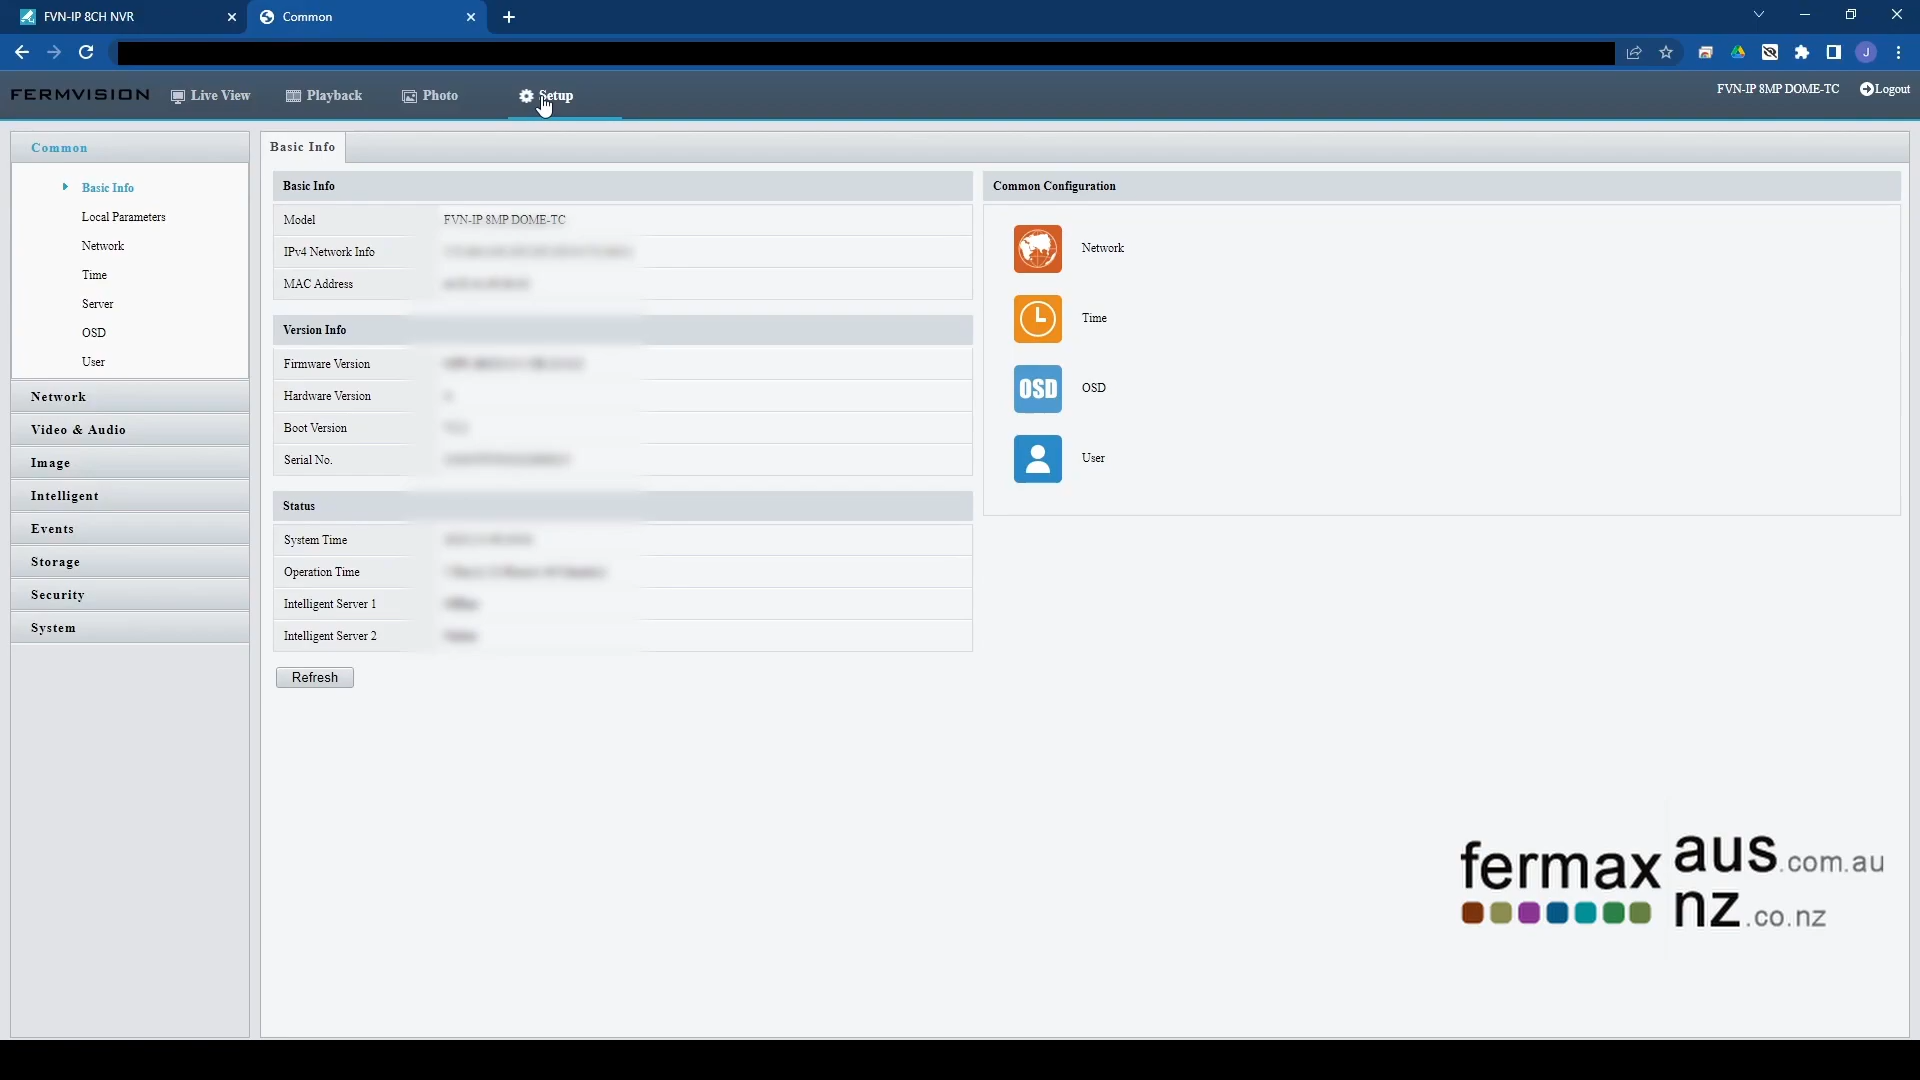 FVN-IP 8CH NVR
Common
FERMVISION
Live View
Playback
Photo
Setup
FVN-IP 8MP DOME-TC
Logout
Common
Basic Info
Local Parameters
Network
Time
Server
OSD
User
Network
Video & Audio
Image
Intelligent
Events
Storage
Security
System
Basic Info
Basic Info
Model FVN-IP 8MP DOME-TC
IPv4 Network Info
MAC Address
Version Info
Firmware Version
Hardware Version
Boot Version
Serial No.
Status
System Time
Operation Time
Intelligent Server 1
Intelligent Server 2
Refresh
Common Configuration
Network
Time
OSD OSD
User
J
fermax aus.com.au
nz.co.nz